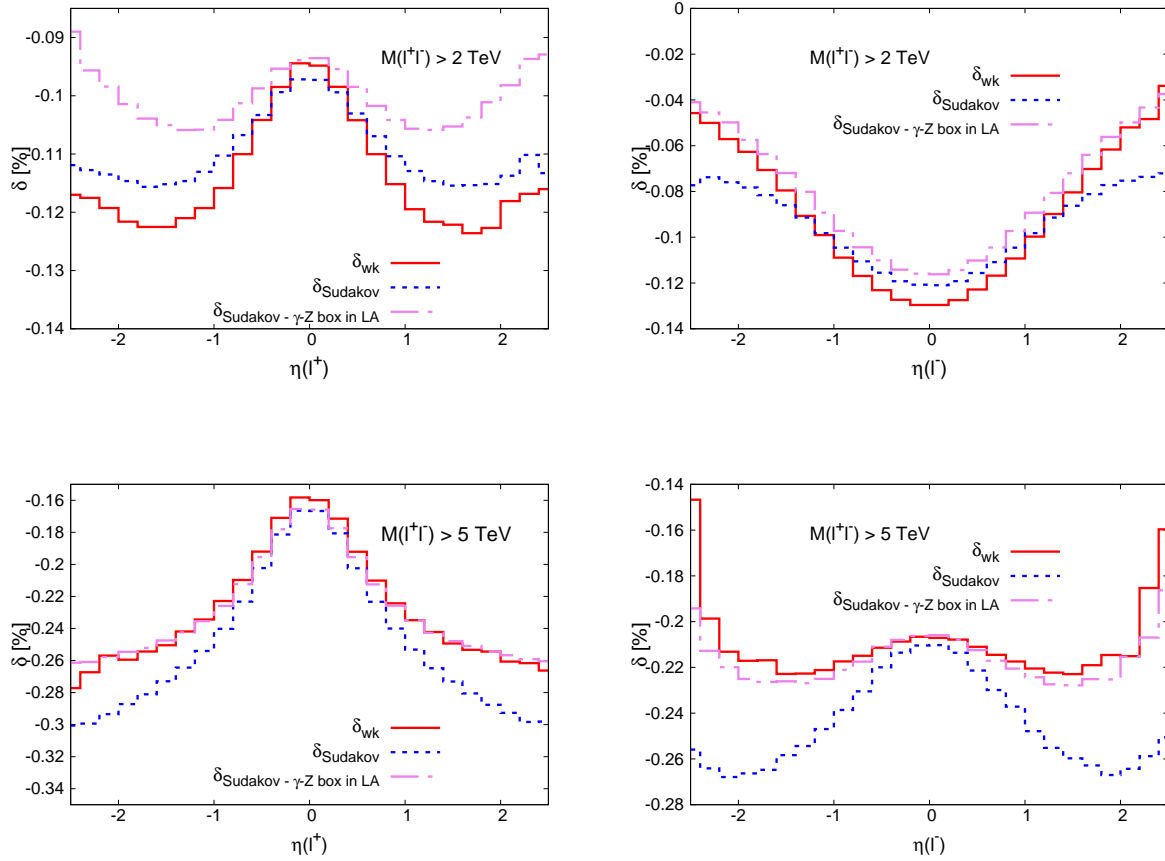 -0.09
-0.1
-0.11
-0.12
-0.13
-0.14
-2
-1
0
1
2
δ [%]
η(l⁺)
M(l⁺l⁻) > 2 TeV
δwk
δSudakov
δSudakov - γ-Z box in LA
0
-0.02
-0.04
-0.06
-0.08
-0.1
-0.12
-0.14
-2
-1
0
1
2
δ [%]
η(l⁻)
M(l⁺l⁻) > 2 TeV
δwk
δSudakov
δSudakov - γ-Z box in LA
-0.16
-0.2
-0.22
-0.24
-0.26
-0.28
-0.3
-0.32
-0.34
-2
-1
0
1
2
δ [%]
η(l⁺)
M(l⁺l⁻) > 5 TeV
δwk
δSudakov
δSudakov - γ-Z box in LA
-0.14
-0.16
-0.18
-0.2
-0.22
-0.24
-0.26
-0.28
-2
-1
0
1
2
δ [%]
η(l⁻)
M(l⁺l⁻) > 5 TeV
δwk
δSudakov
δSudakov - γ-Z box in LA